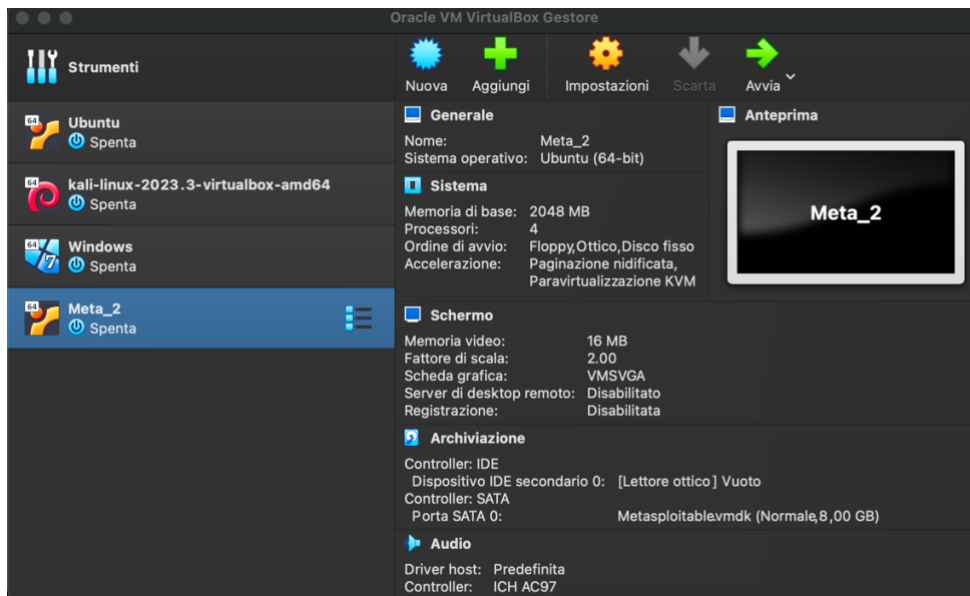 Oracle VM VirtualBox Gestore
Strumenti
Nuova Aggiungi Impostazioni Scarta Avvia
64 Ubuntu
Spenta
64 kali-linux-2023.3-virtualbox-amd64
Spenta
64 Windows
7 Spenta
64 Meta_2
Spenta
Generale
Nome: Meta_2
Sistema operativo: Ubuntu (64-bit)
Sistema
Memoria di base: 2048 MB
Processori: 4
Ordine di avvio: Floppy,Ottico,Disco fisso
Accelerazione: Paginazione nidificata,
Paravirtualizzazione KVM
Anteprima
Meta_2
Schermo
Memoria video: 16 MB
Fattore di scala: 2.00
Scheda grafica: VMSVGA
Server di desktop remoto: Disabilitato
Registrazione: Disabilitata
Archiviazione
Controller: IDE
Dispositivo IDE secondario 0: [Lettore ottico] Vuoto
Controller: SATA
Porta SATA 0: Metasploitable.vmdk (Normale,8,00 GB)
Audio
Driver host: Predefinita
Controller: ICH AC97